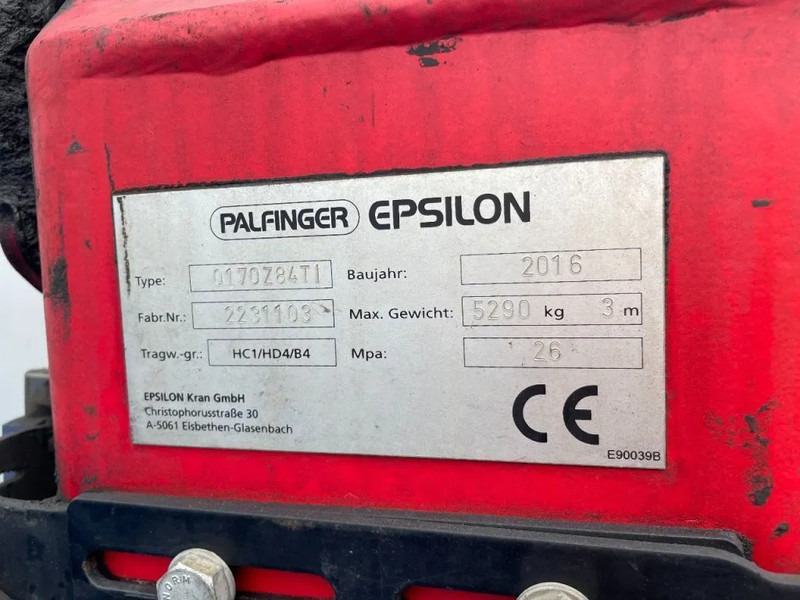 PALFINGER EPSILON
Type: Q170Z84TI Baujahr: 2016
Fabr.Nr.: 2231103 Max. Gewicht: 5290 kg 3 m
Tragw.-gr.: HC1/HD4/B4 Mpa: 26
EPSILON Kran GmbH
Christophorusstraße 30
A-5061 Elsbethen-Glasenbach
CE
E90039B
NORM